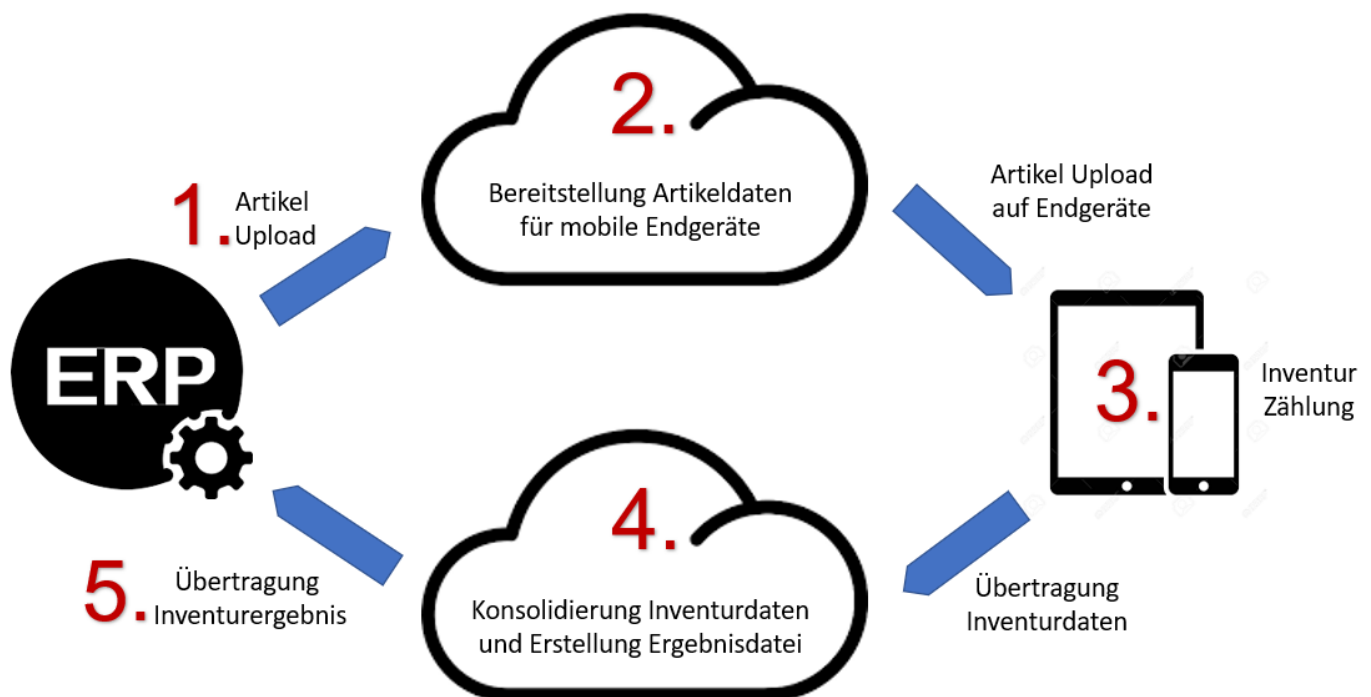 1.
Artikel
Upload
2.
Bereitstellung Artikeldaten
für mobile Endgeräte
Artikel Upload
auf Endgeräte
ERP
3.
Inventur
Zählung
4.
Konsolidierung Inventurdaten
und Erstellung Ergebnisdatei
Übertragung
Inventurdaten
5.
Übertragung
Inventurergebnis